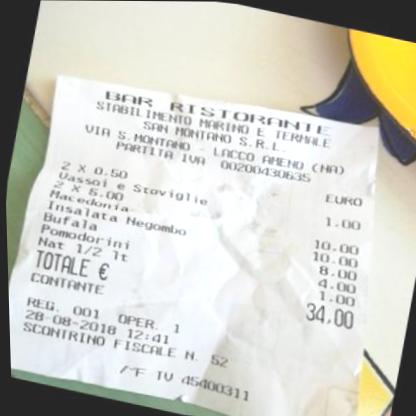 BAR RISTORANTE
STABILIMENTO MARINO E TERMALE
SAN MONTANO S.R.L.
VIA S.MONTANO - LACCO AMENO (NA)
PARTITA IVA 00200430635
EURO
2 X 0.50
Vassoi e Stoviglie 1.00
2 X 5.00
Macedonia 10.00
Insalata Negombo 10.00
Bufala 8.00
Pomodorini 4.00
Nat 1/2 lt 1.00
TOTALE € 34,00
CONTANTE
REG. 001 OPER. 1
28-08-2018 12:41
SCONTRINO FISCALE N. 52
MF TV 45400311